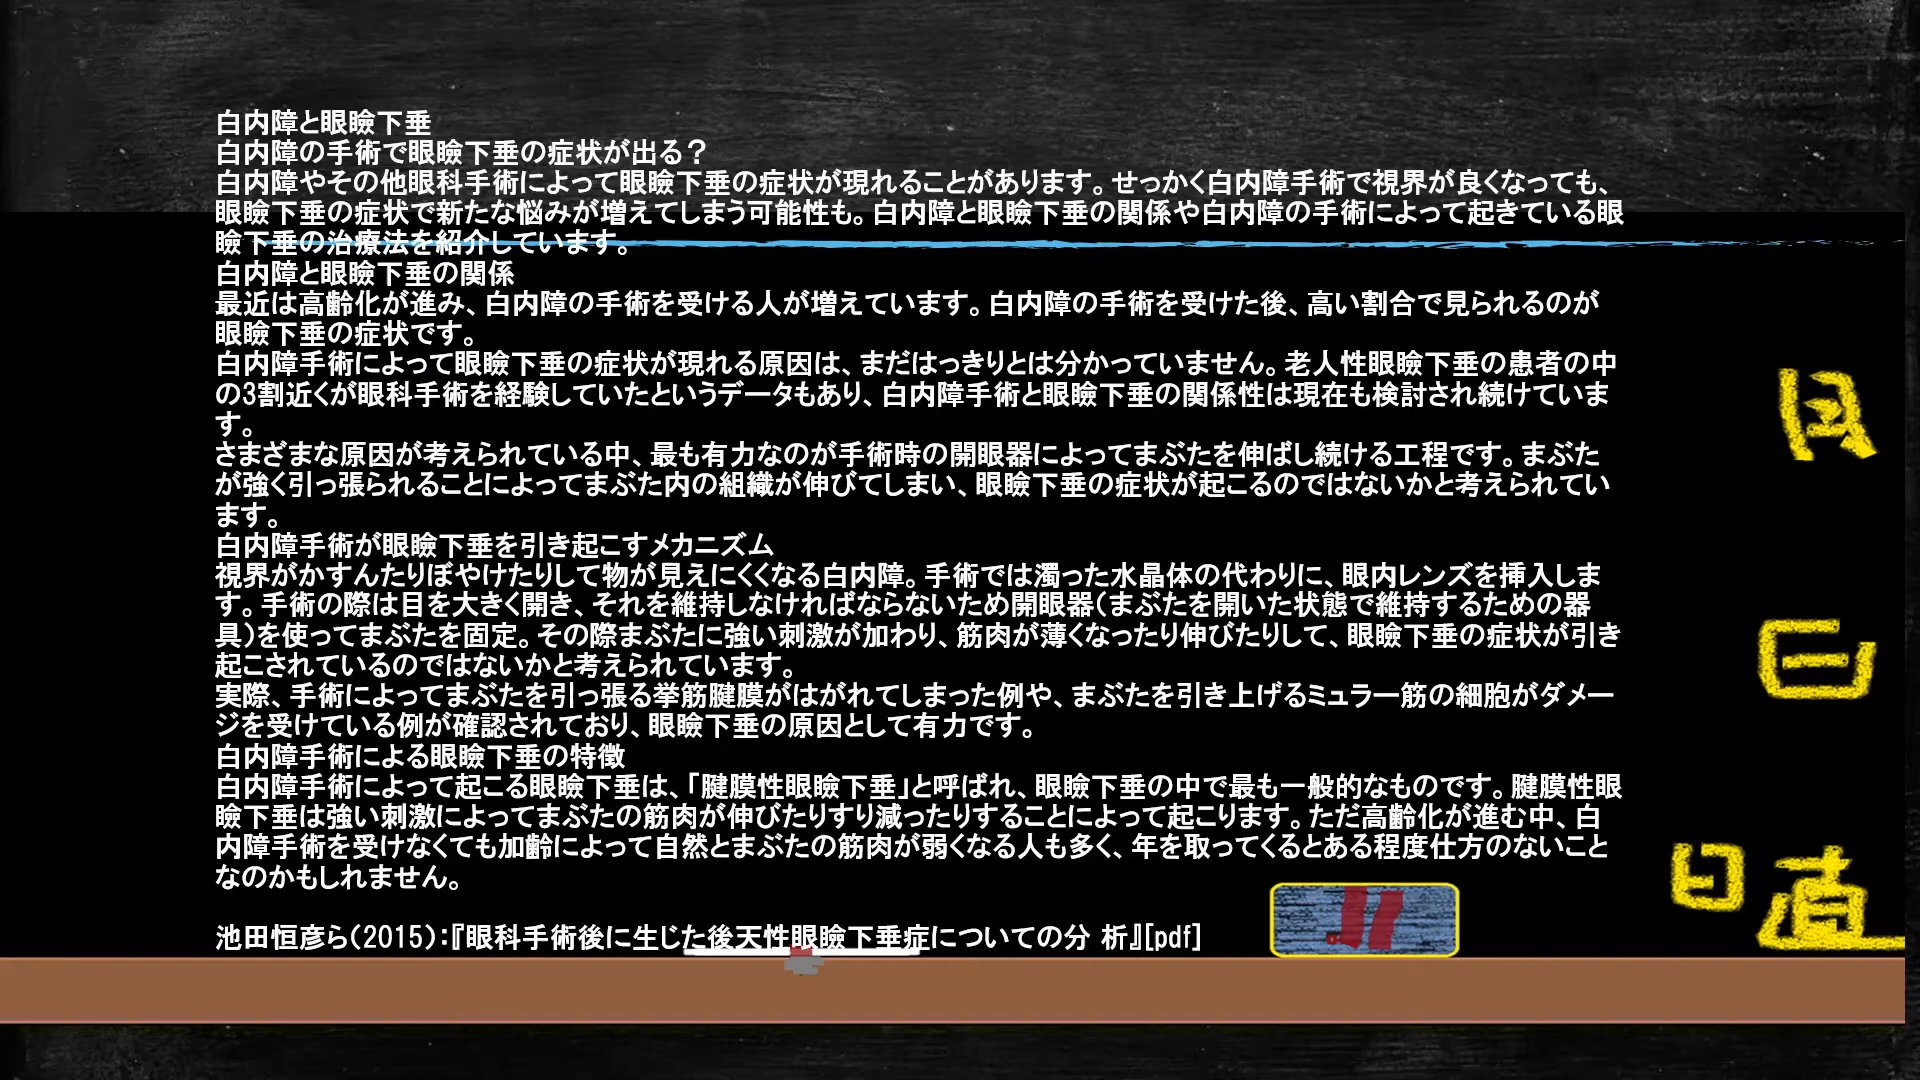 白内障と眼瞼下垂
白内障の手術で眼瞼下垂の症状が出る？
白内障やその他眼科手術によって眼瞼下垂の症状が現れることがあります。せっかく白内障手術で視界が良くなっても、
眼瞼下垂の症状で新たな悩みが増えてしまう可能性も。白内障と眼瞼下垂の関係や白内障の手術によって起きている眼
瞼下垂の治療法を紹介しています。
白内障と眼瞼下垂の関係
最近は高齢化が進み、白内障の手術を受ける人が増えています。白内障の手術を受けた後、高い割合で見られるのが
眼瞼下垂の症状です。
白内障手術によって眼瞼下垂の症状が現れる原因は、まだはっきりとは分かっていません。老人性眼瞼下垂の患者の中
の3割近くが眼科手術を経験していたというデータもあり、白内障手術と眼瞼下垂の関係性は現在も検討され続けていま
す。
さまざまな原因が考えられている中、最も有力なのが手術時の開眼器によってまぶたを伸ばし続ける工程です。まぶた
が強く引っ張られることによってまぶた内の組織が伸びてしまい、眼瞼下垂の症状が起こるのではないかと考えられてい
ます。
白内障手術が眼瞼下垂を引き起こすメカニズム
視界がかすんたりぼやけたりして物が見えにくくなる白内障。手術では濁った水晶体の代わりに、眼内レンズを挿入しま
す。手術の際は目を大きく開き、それを維持しなければならないため開眼器（まぶたを開いた状態で維持するための器
具）を使ってまぶたを固定。その際まぶたに強い刺激が加わり、筋肉が薄くなったり伸びたりして、眼瞼下垂の症状が引き
起こされているのではないかと考えられています。
実際、手術によってまぶたを引っ張る挙筋腱膜がはがれてしまった例や、まぶたを引き上げるミュラー筋の細胞がダメー
ジを受けている例が確認されており、眼瞼下垂の原因として有力です。
白内障手術による眼瞼下垂の特徴
白内障手術によって起こる眼瞼下垂は、「腱膜性眼瞼下垂」と呼ばれ、眼瞼下垂の中で最も一般的なものです。腱膜性眼
瞼下垂は強い刺激によってまぶたの筋肉が伸びたりすり減ったりすることによって起こります。ただ高齢化が進む中、白
内障手術を受けなくても加齢によって自然とまぶたの筋肉が弱くなる人も多く、年を取ってくるとある程度仕方のないこと
なのかもしれません。
池田恒彦ら（2015）：『眼科手術後に生じた後天性眼瞼下垂症についての分 析』[pdf]